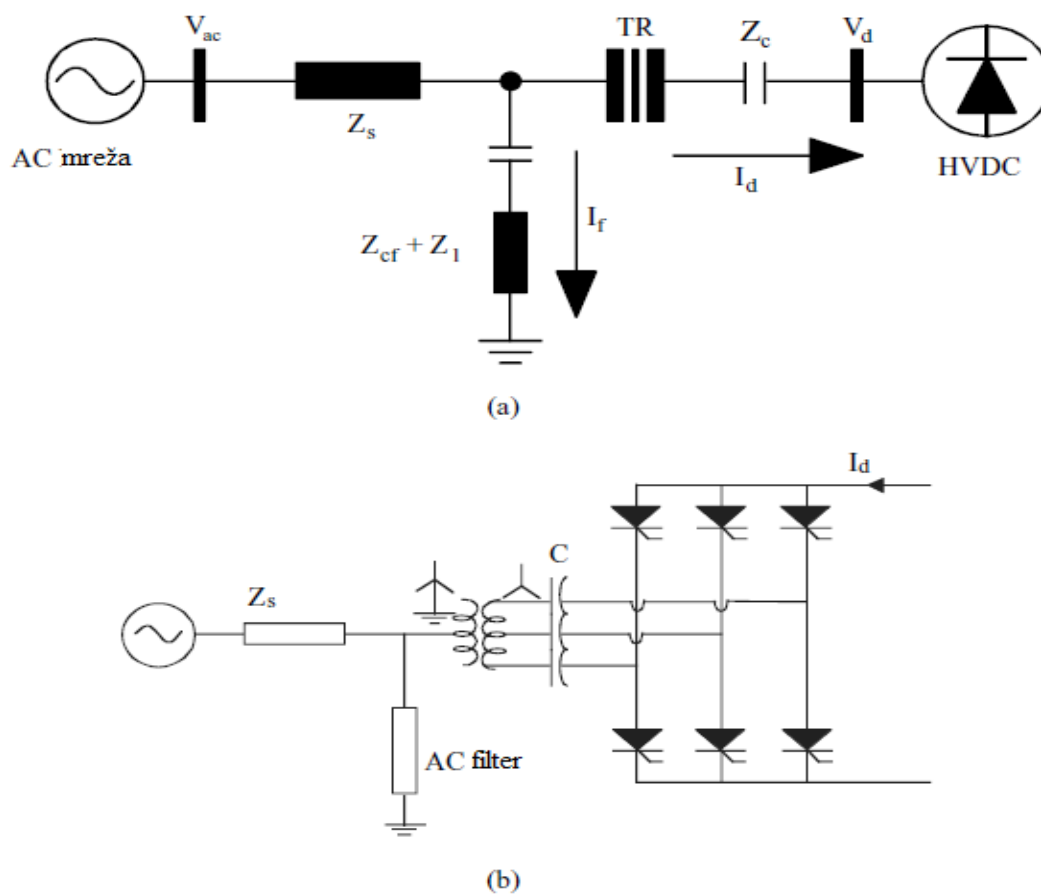 V_ac
TR
Z_c
V_d
Z_s
AC mreža
HVDC
I_d
I_f
Z_cf + Z_1
(a)
I_d
C
Z_s
AC filter
(b)